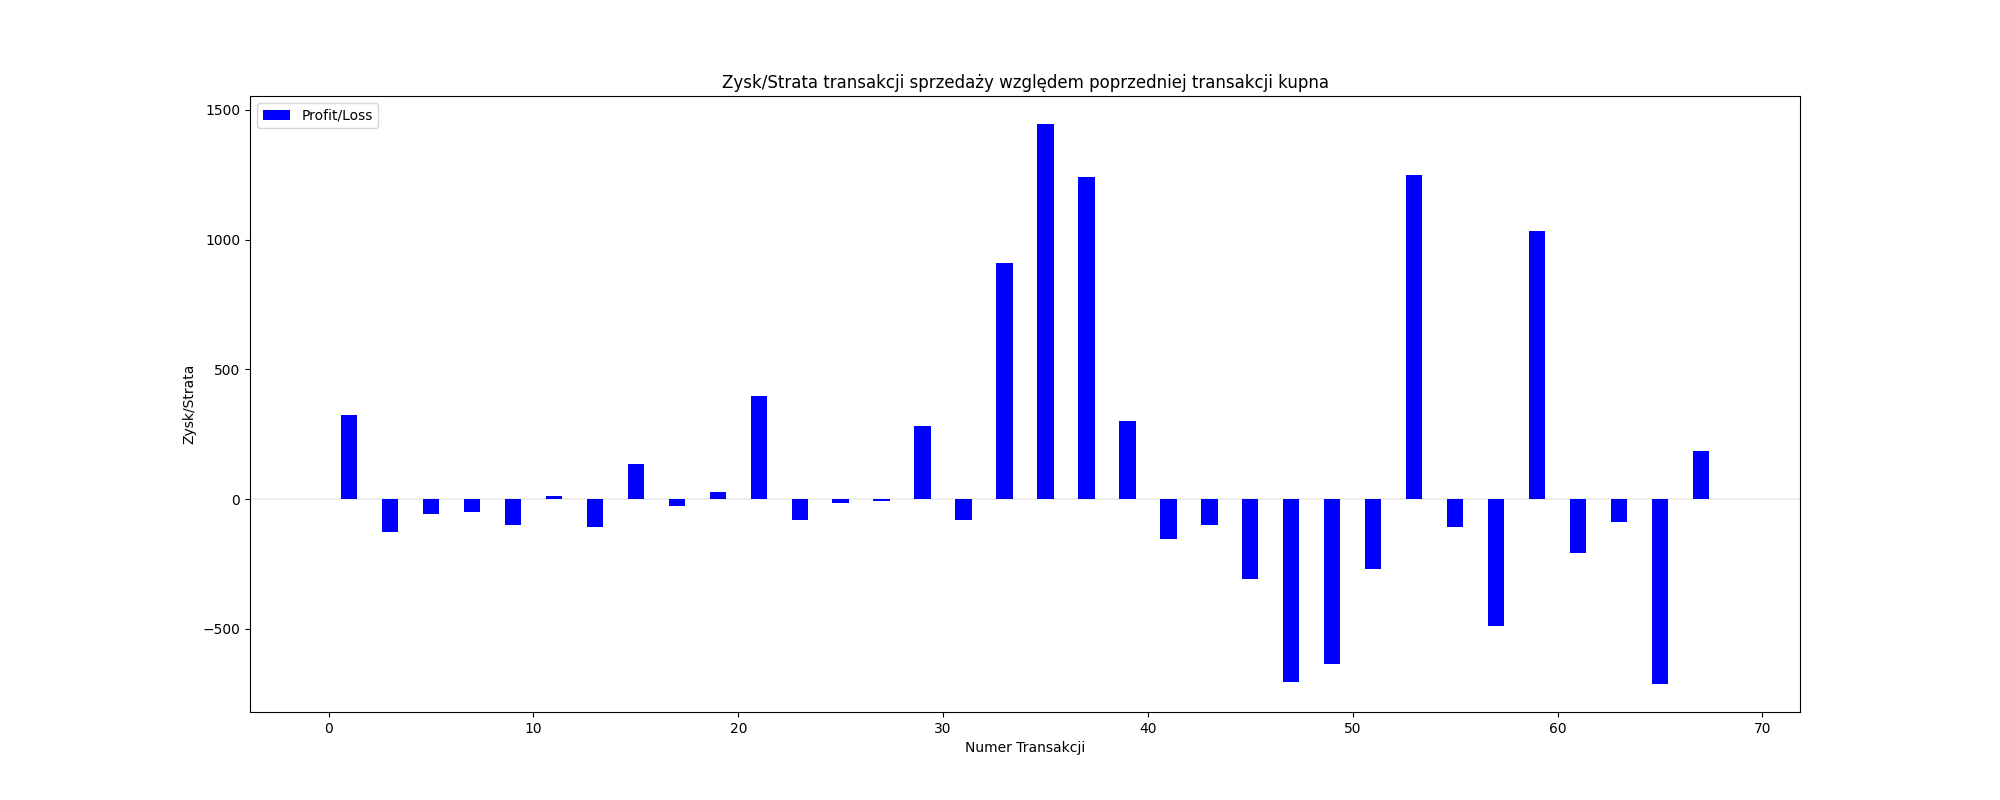 Zysk/Strata transakcji sprzedaży względem poprzedniej transakcji kupna
Profit/Loss
1500
1000
500
0
−500
Zysk/Strata
0 10 20 30 40 50 60 70
Numer Transakcji